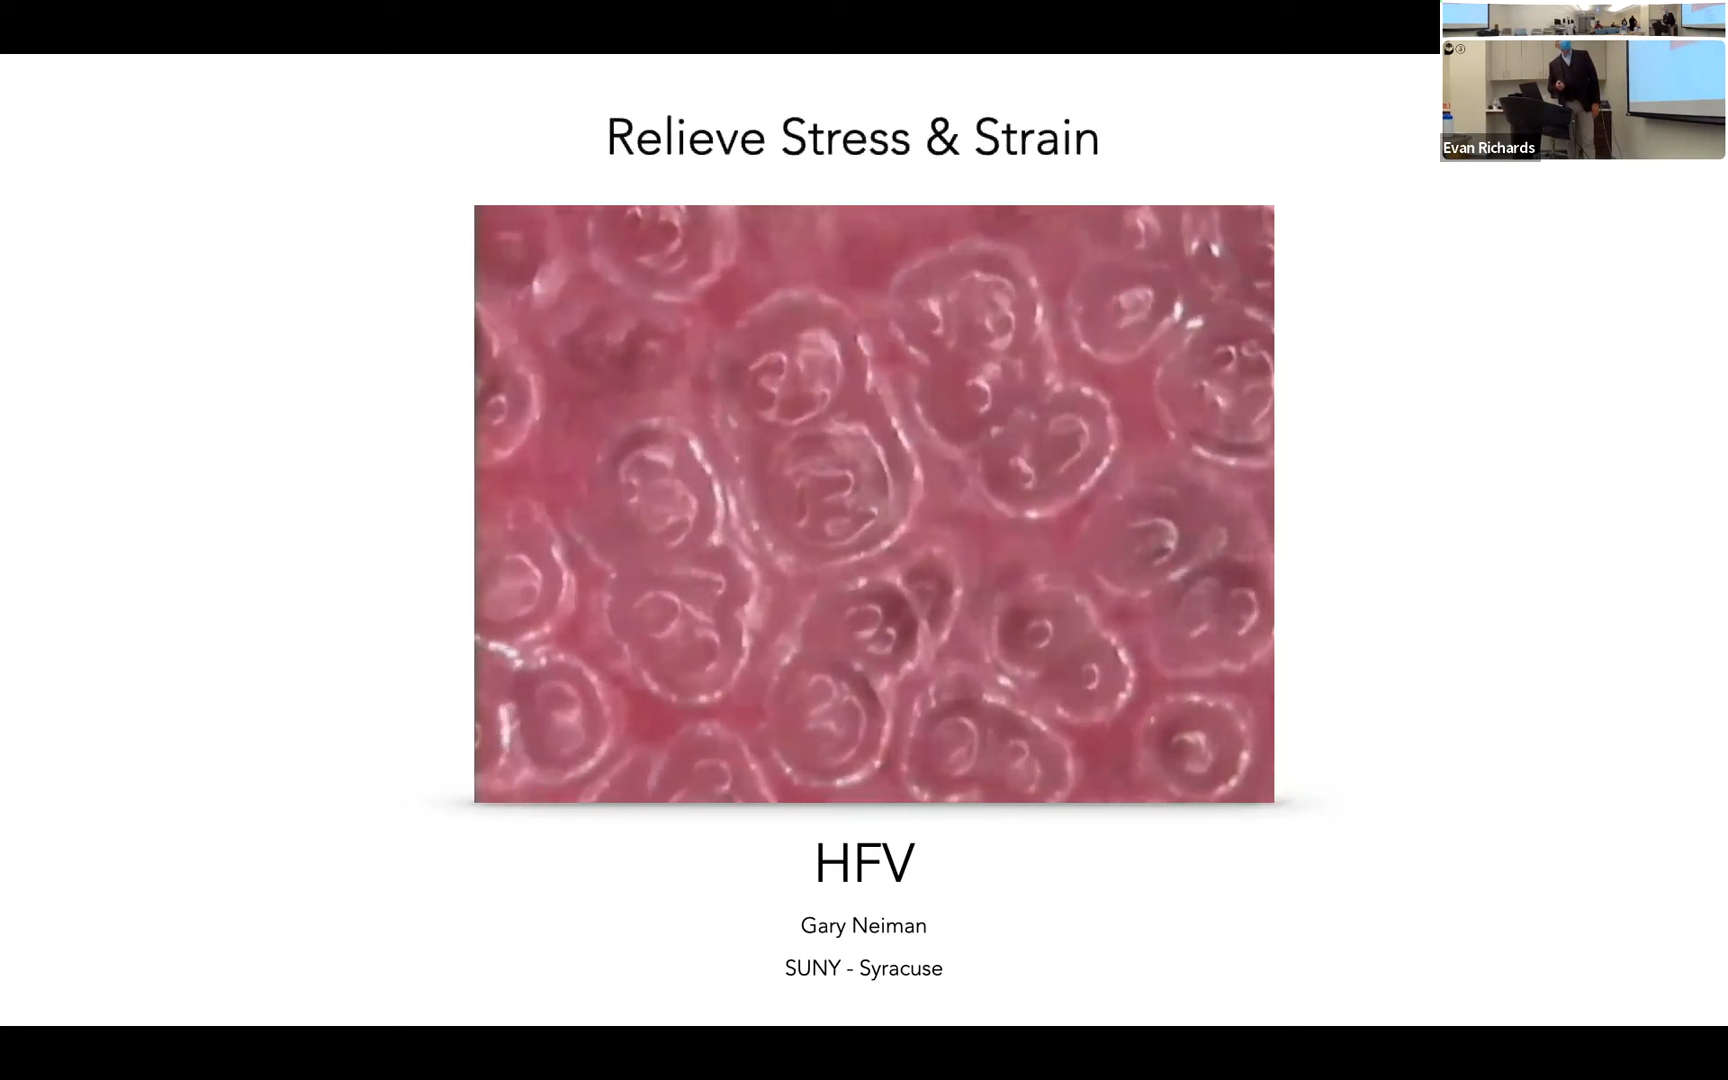 Relieve Stress & Strain
Evan Richards
HFV
Gary Neiman
SUNY - Syracuse